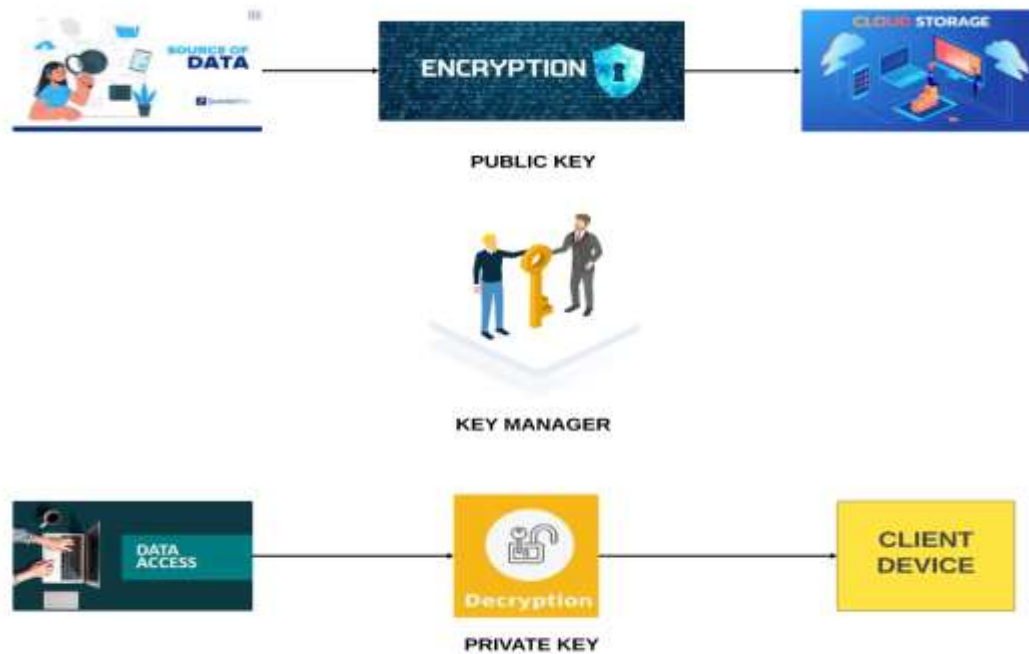 SOURCE OF
DATA
ENCRYPTION
CLOUD STORAGE
PUBLIC KEY
KEY MANAGER
DATA
ACCESS
Decryption
CLIENT
DEVICE
PRIVATE KEY